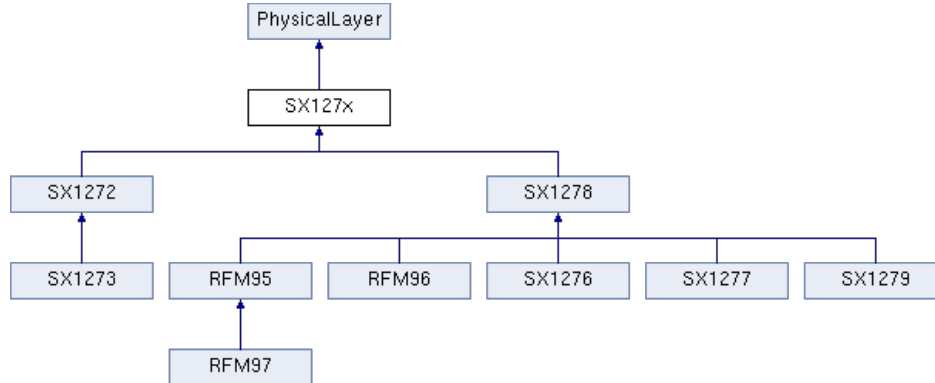 PhysicalLayer
SX127x
SX1272
SX1278
SX1273
RFM95
RFM96
SX1276
SX1277
SX1279
RFM97